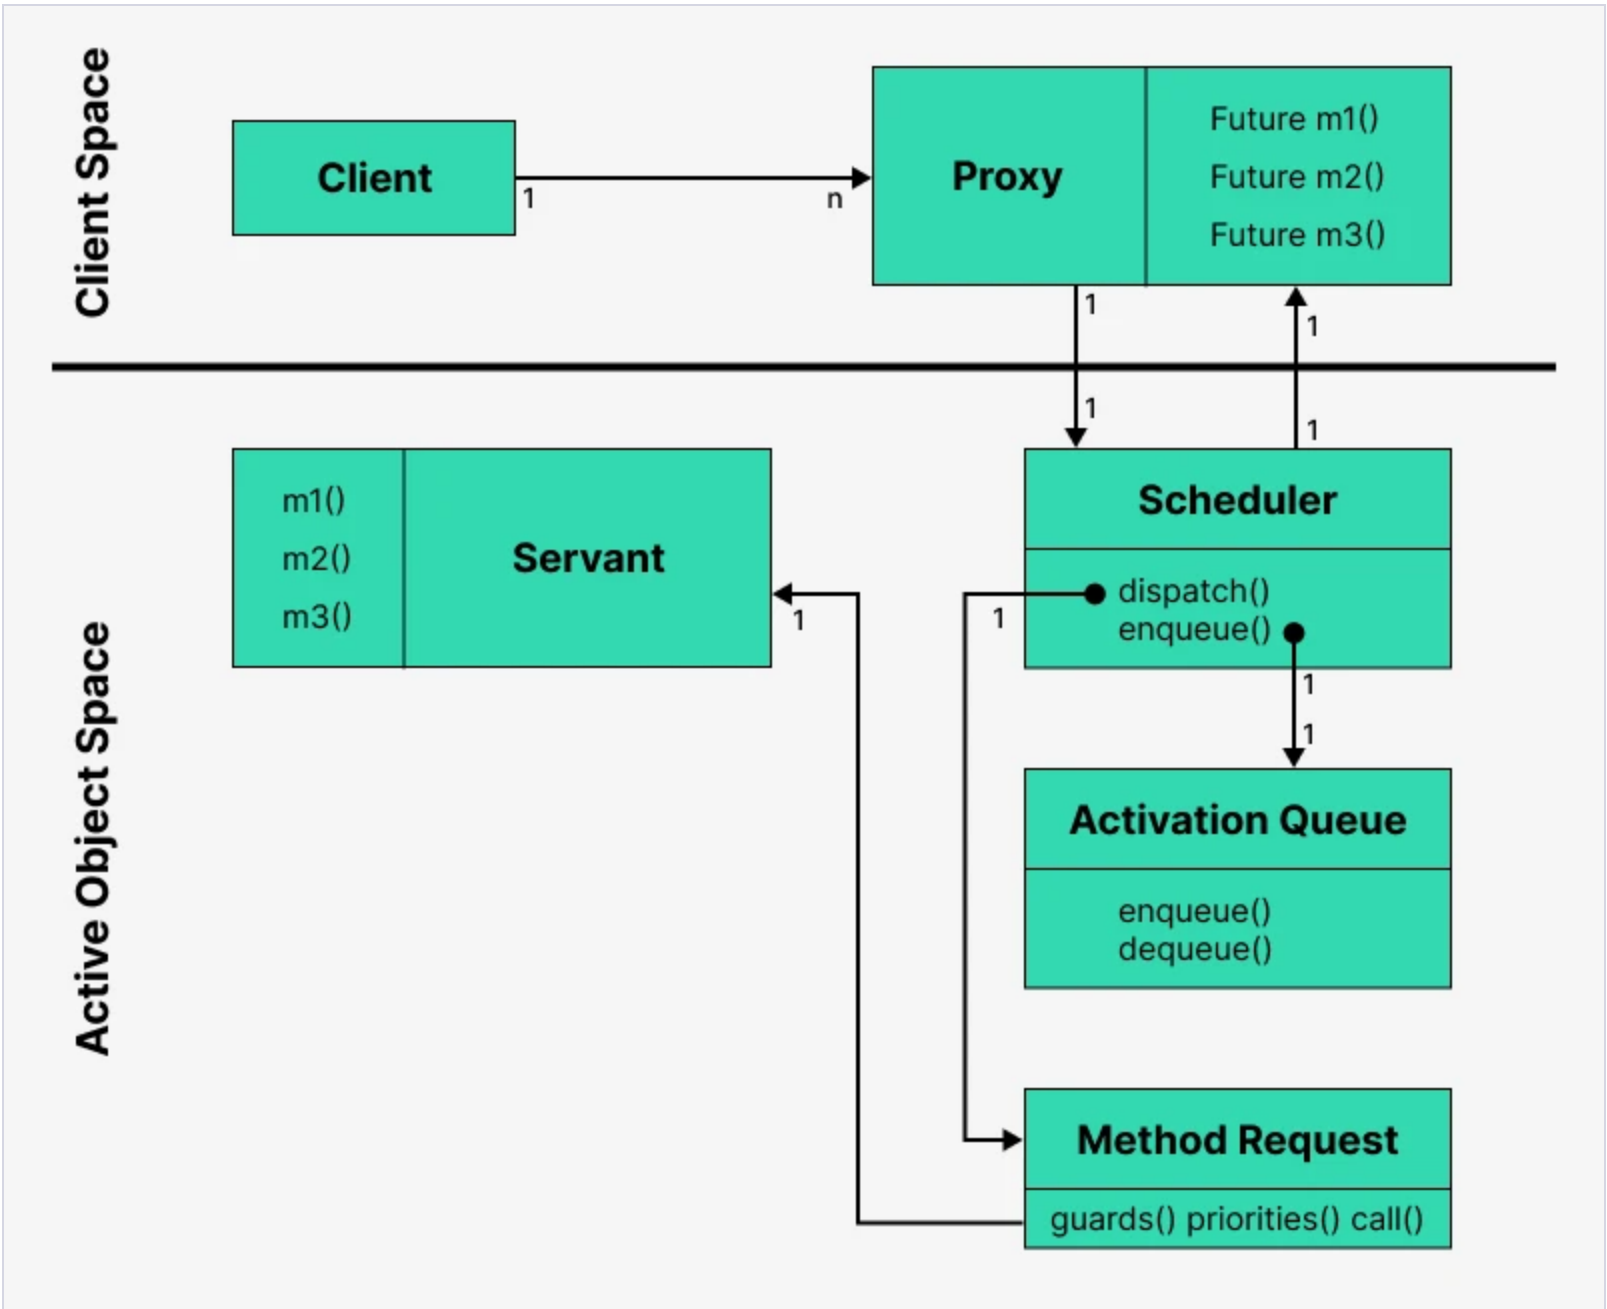 Client Space
Client
1
n
Proxy
Future m1()
Future m2()
Future m3()
1
1
1
1
Active Object Space
m1()
m2()
m3()
Servant
1
Scheduler
dispatch()
enqueue()
1
1
1
Activation Queue
enqueue()
dequeue()
Method Request
guards() priorities() call()